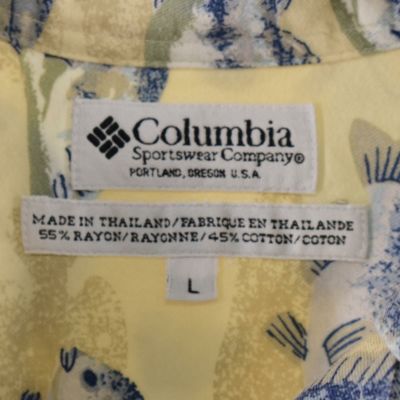 Columbia
Sportswear Company®
PORTLAND, OREGON U.S.A.
MADE IN THAILAND/FABRIQUE EN THAILANDE
55% RAYON/RAYONNE/45% COTTON/COTON
L